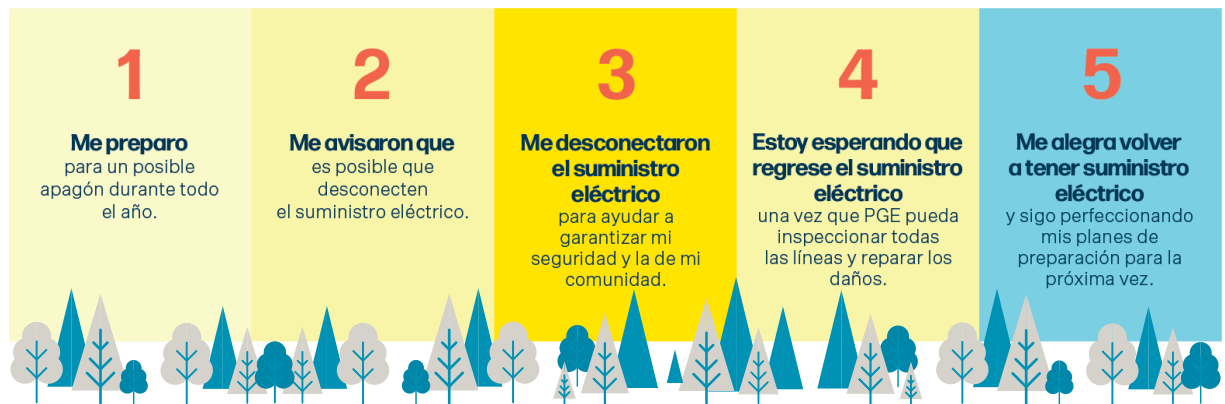 1
Me preparo
para un posible
apagón durante todo
el año.
2
Me avisaron que
es posible que
desconecten
el suministro eléctrico.
3
Me desconectaron
el suministro
eléctrico
para ayudar a
garantizar mi
seguridad y la de mi
comunidad.
4
Estoy esperando que
regrese el suministro
eléctrico
una vez que PGE pueda
inspeccionar todas
las líneas y reparar los
daños.
5
Me alegra volver
a tener suministro
eléctrico
y sigo perfeccionando
mis planes de
preparación para la
próxima vez.